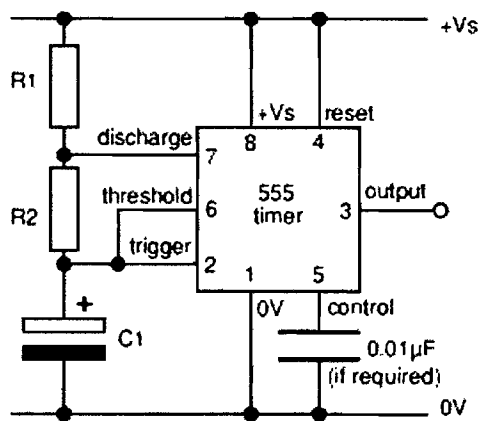 +Vs
R1
+Vs
reset
discharge
8
4
7
threshold
555
timer
output
6
3
R2
trigger
2
1
5
0V
control
+
C1
0.01µF
(if required)
0V